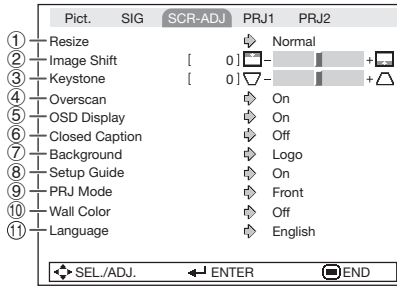 Pict. SIG SCR-ADJ PRJ1 PRJ2
① Resize Normal
② Image Shift [ 0 ] − +
③ Keystone [ 0 ] − +
④ Overscan On
⑤ OSD Display On
⑥ Closed Caption Off
⑦ Background Logo
⑧ Setup Guide On
⑨ PRJ Mode Front
⑩ Wall Color Off
⑪ Language English
SEL./ADJ. ENTER END